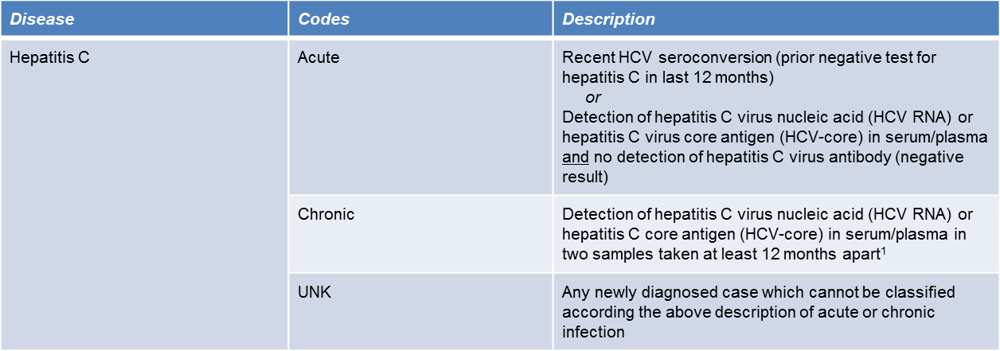 Disease Codes Description
Hepatitis C Acute Recent HCV seroconversion (prior negative test for
hepatitis C in last 12 months)
or
Detection of hepatitis C virus nucleic acid (HCV RNA) or
hepatitis C virus core antigen (HCV-core) in serum/plasma
and no detection of hepatitis C virus antibody (negative
result)
Chronic Detection of hepatitis C virus nucleic acid (HCV RNA) or
hepatitis C core antigen (HCV-core) in serum/plasma in
two samples taken at least 12 months apart1
UNK Any newly diagnosed case which cannot be classified
according the above description of acute or chronic
infection